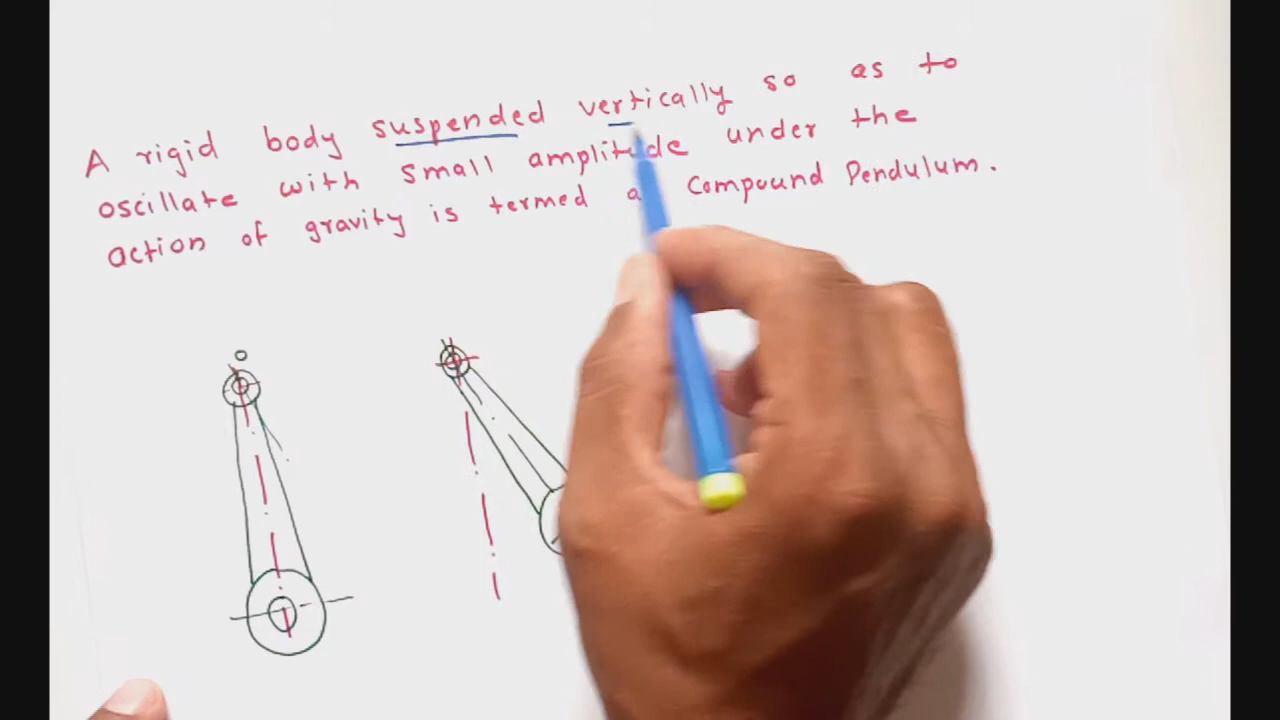 A rigid body suspended vertically so as to
oscillate with small amplitude under the
action of gravity is termed a Compound Pendulum.
o